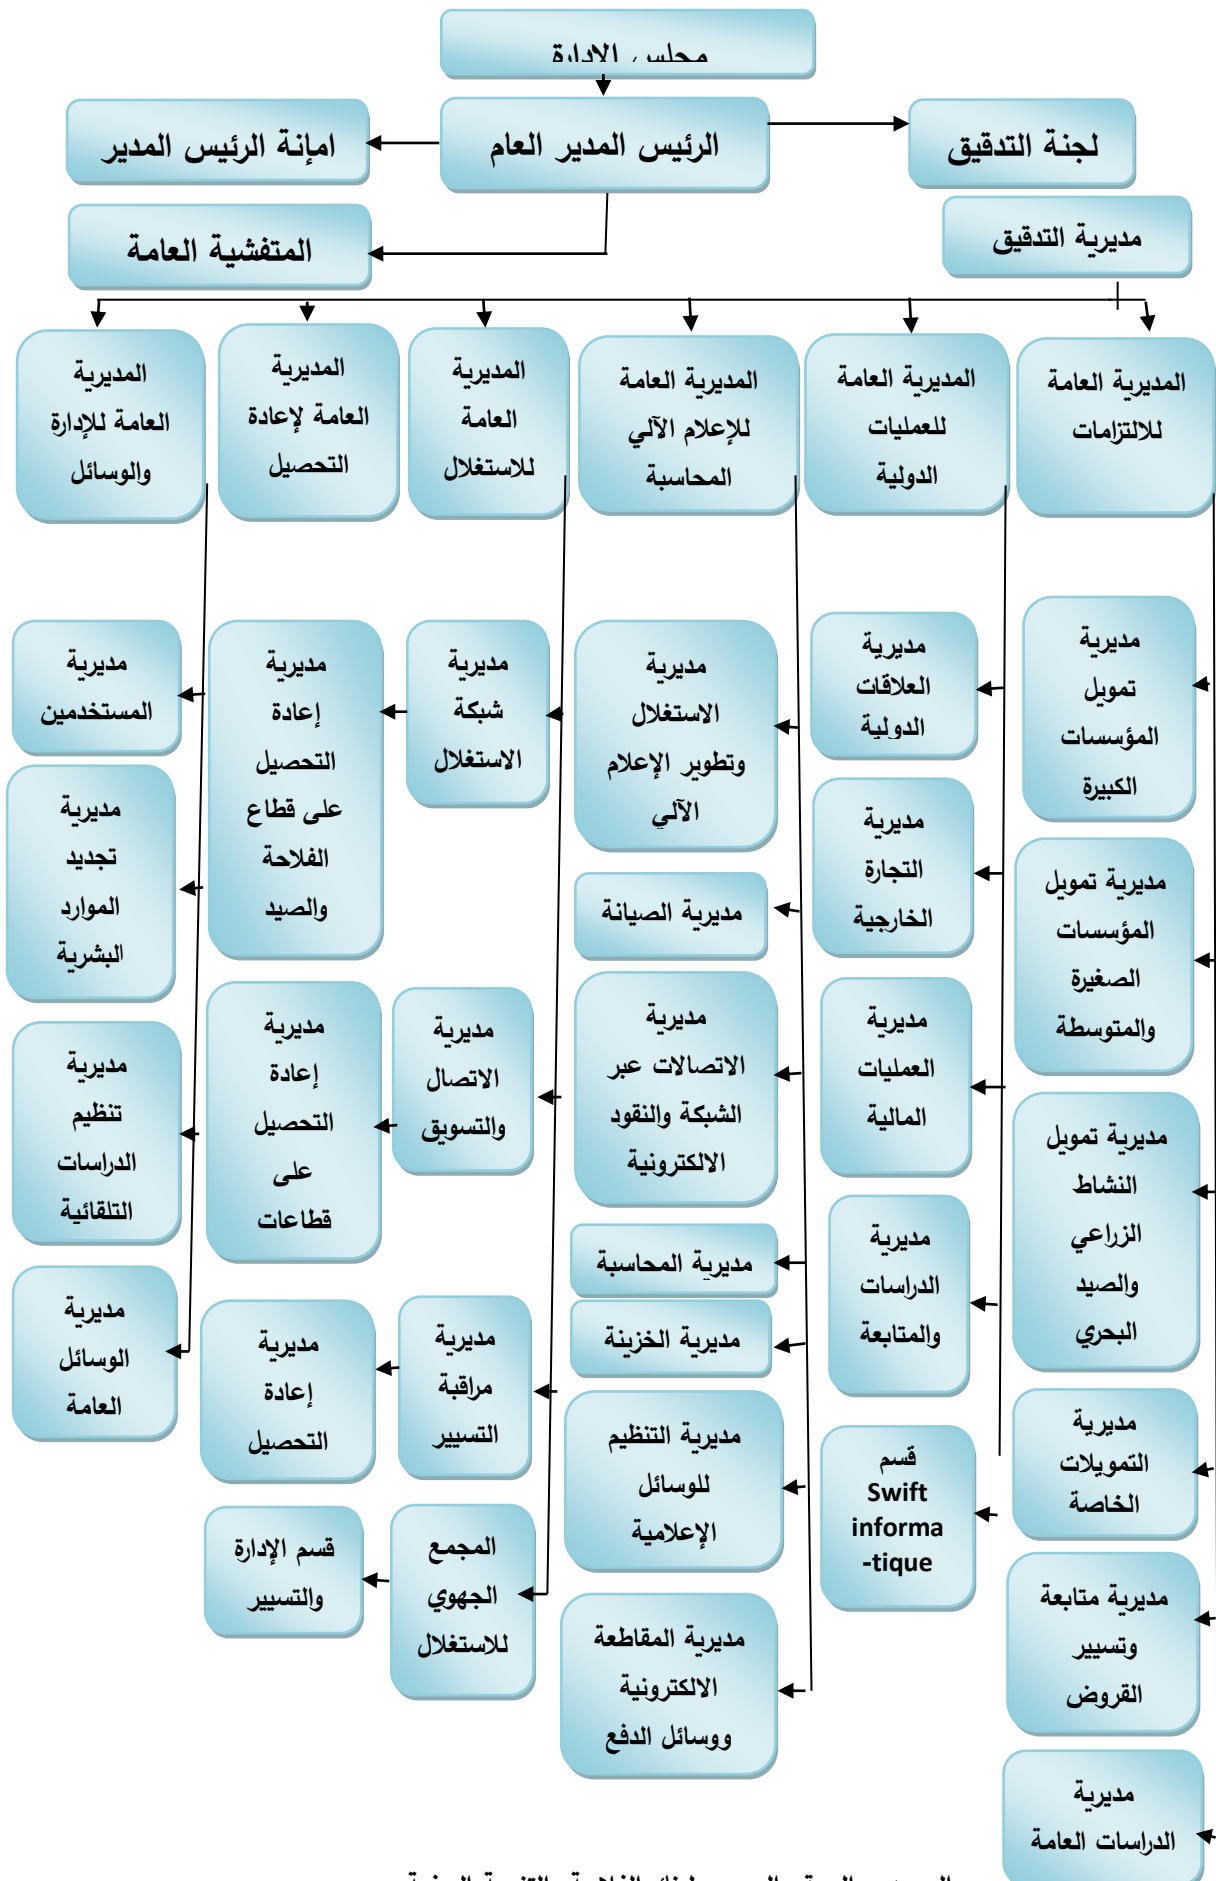 مجلس الإدارة
الرئيس المدير العام
لجنة التدقيق
امإنة الرئيس المدير
مديرية التدقيق
المتفشية العامة
المديرية العامة
للالتزامات
المديرية العامة
للعمليات
الدولية
المديرية العامة
للإعلام الآلي
المحاسبة
المديرية
العامة
للاستغلال
المديرية
العامة لإعادة
التحصيل
المديرية
العامة للإدارة
والوسائل
مديرية
تمويل
المؤسسات
الكبيرة
مديرية تمويل
المؤسسات
الصغيرة
والمتوسطة
مديرية تمويل
النشاط
الزراعي
والصيد
البحري
مديرية
التمويلات
الخاصة
مديرية متابعة
وتسيير
القروض
مديرية
الدراسات العامة
مديرية
العلاقات
الدولية
مديرية
التجارة
الخارجية
مديرية
العمليات
المالية
مديرية
الدراسات
والمتابعة
قسم
Swift
informa
-tique
مديرية
الاستغلال
وتطوير الإعلام
الآلي
مديرية الصيانة
مديرية
الاتصالات عبر
الشبكة والنقود
الالكترونية
مديرية المحاسبة
مديرية الخزينة
مديرية التنظيم
للوسائل
الإعلامية
مديرية المقاطعة
الالكترونية
ووسائل الدفع
مديرية
شبكة
الاستغلال
مديرية
الاتصال
والتسويق
مديرية
مراقبة
التسيير
المجمع
الجهوي
للاستغلال
مديرية
إعادة
التحصيل
على قطاع
الفلاحة
والصيد
مديرية
إعادة
التحصيل
على
قطاعات
مديرية
إعادة
التحصيل
قسم الإدارة
والتسيير
مديرية
المستخدمين
مديرية
تجديد
الموارد
البشرية
مديرية
تنظيم
الدراسات
التلقائية
مديرية
الوسائل
العامة